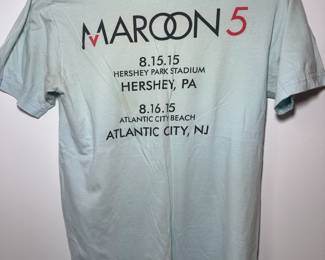 MAROON 5
8.15.15
HERSHEY PARK STADIUM
HERSHEY, PA
8.16.15
ATLANTIC CITY BEACH
ATLANTIC CITY, NJ